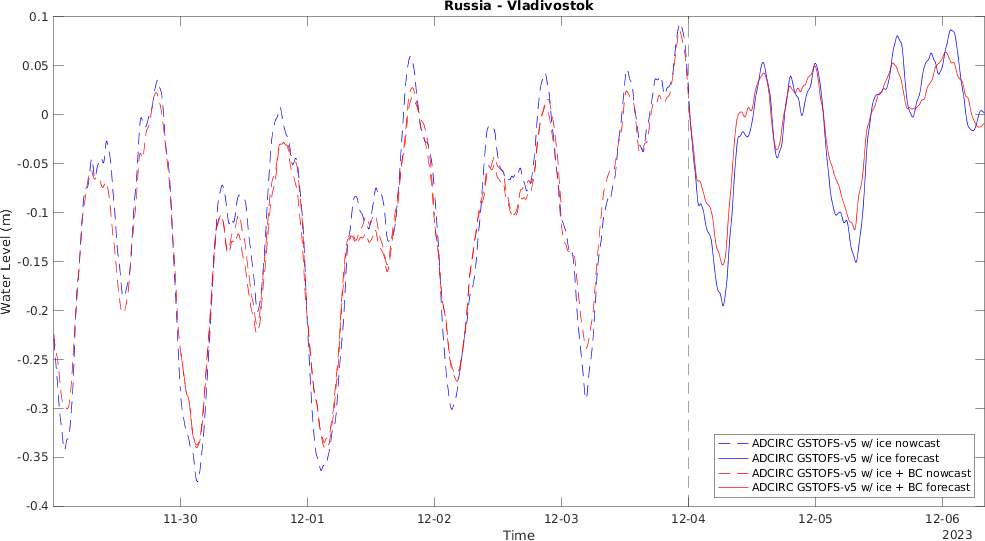 Russia - Vladivostok
0.1
0.05
0
-0.05
-0.1
-0.15
-0.2
-0.25
-0.3
-0.35
-0.4
Water Level (m)
11-30 12-01 12-02 12-03 12-04 12-05 12-06
Time
2023
ADCIRC GSTOFS-v5 w/ ice nowcast
ADCIRC GSTOFS-v5 w/ ice forecast
ADCIRC GSTOFS-v5 w/ ice + BC nowcast
ADCIRC GSTOFS-v5 w/ ice + BC forecast